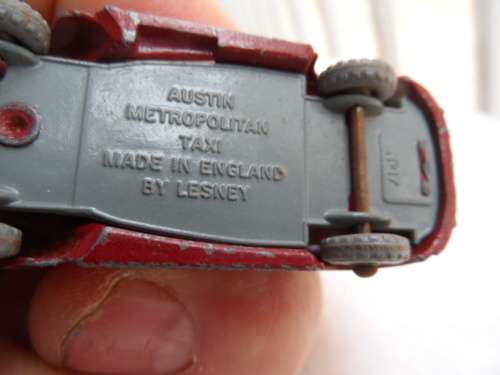 AUSTIN
METROPOLITAN
TAXI
MADE IN ENGLAND
BY LESNEY